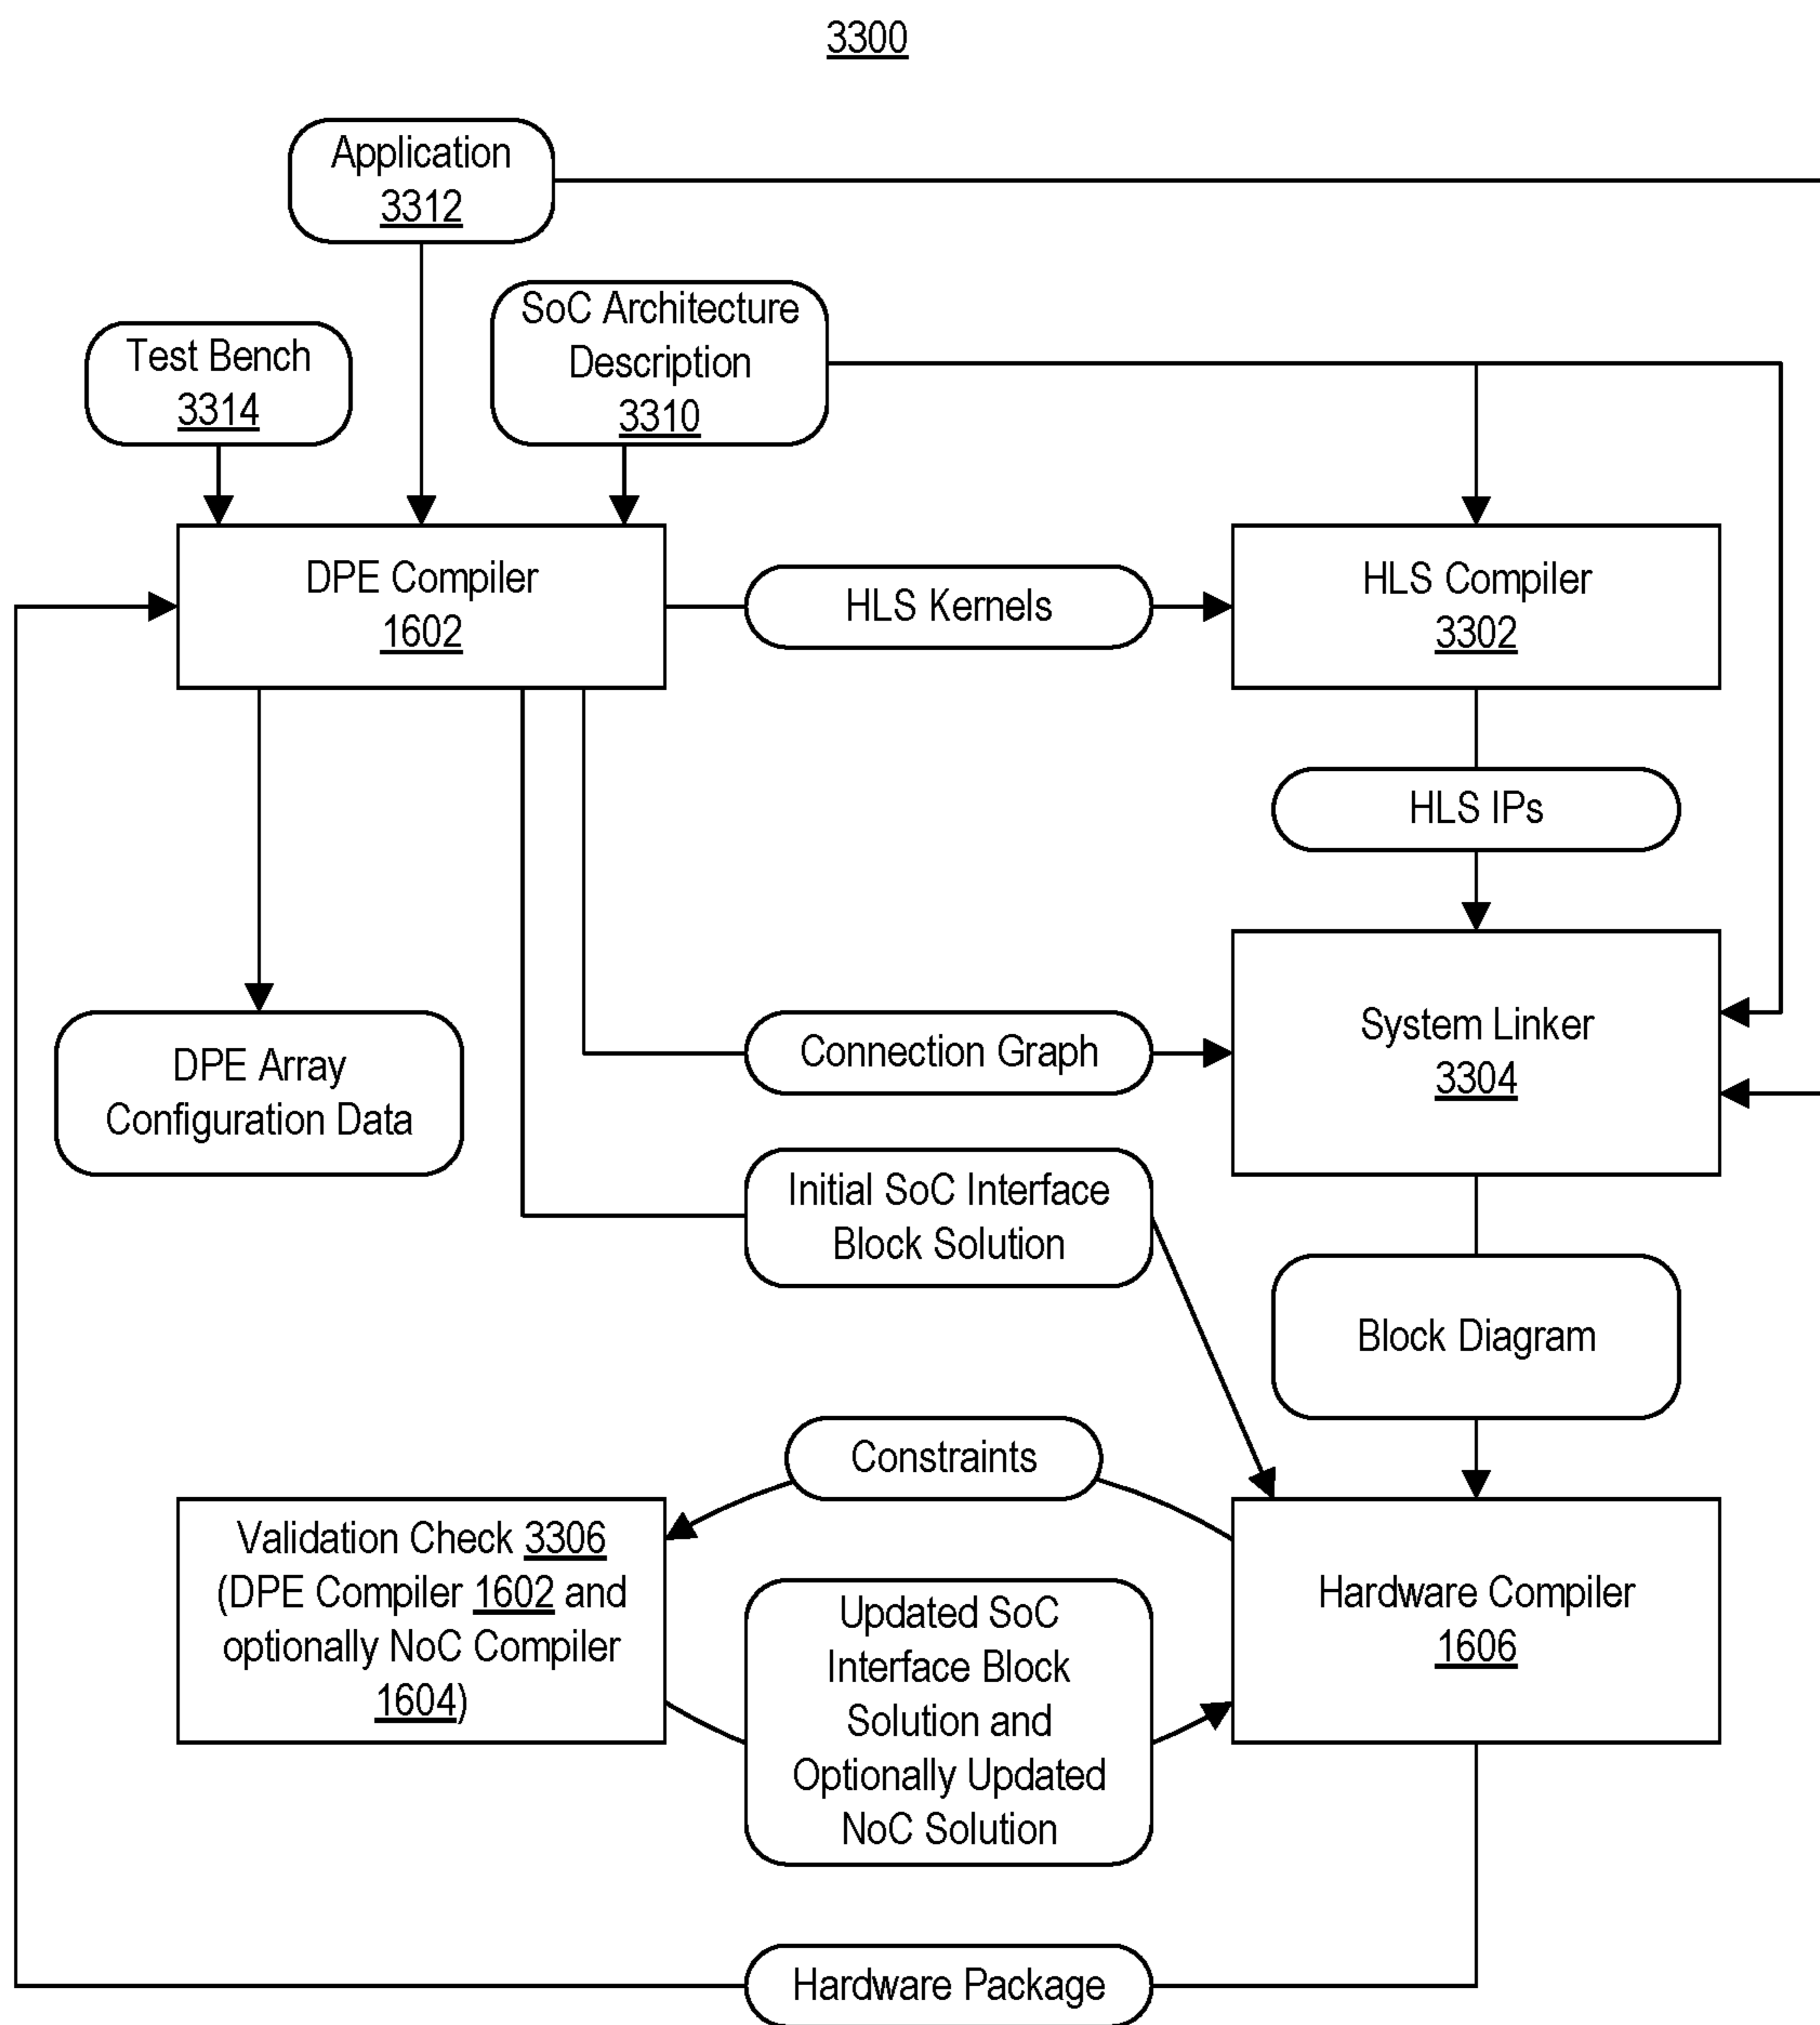 3300
Application
3312
SoC Architecture
Description
3310
Test Bench
3314
DPE Compiler
1602
HLS Kernels
HLS Compiler
3302
HLS IPs
DPE Array
Configuration Data
Connection Graph
System Linker
3304
Initial SoC Interface
Block Solution
Block Diagram
Constraints
Validation Check 3306
(DPE Compiler 1602 and
optionally NoC Compiler
1604)
Updated SoC
Interface Block
Solution and
Optionally Updated
NoC Solution
Hardware Compiler
1606
Hardware Package